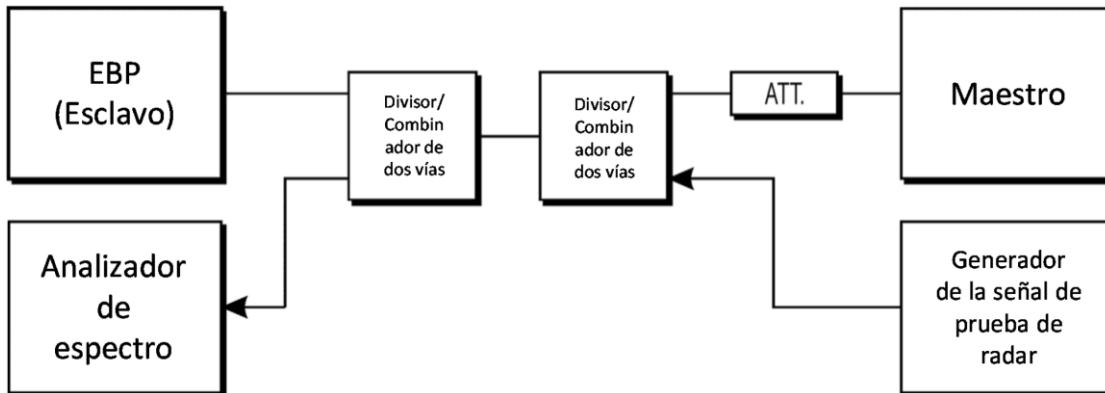 EBP
(Esclavo)
Divisor/
Combin
ador de
dos vías
Divisor/
Combin
ador de
dos vías
ATT.
Maestro
Analizador
de
espectro
Generador
de la señal de
prueba de
radar